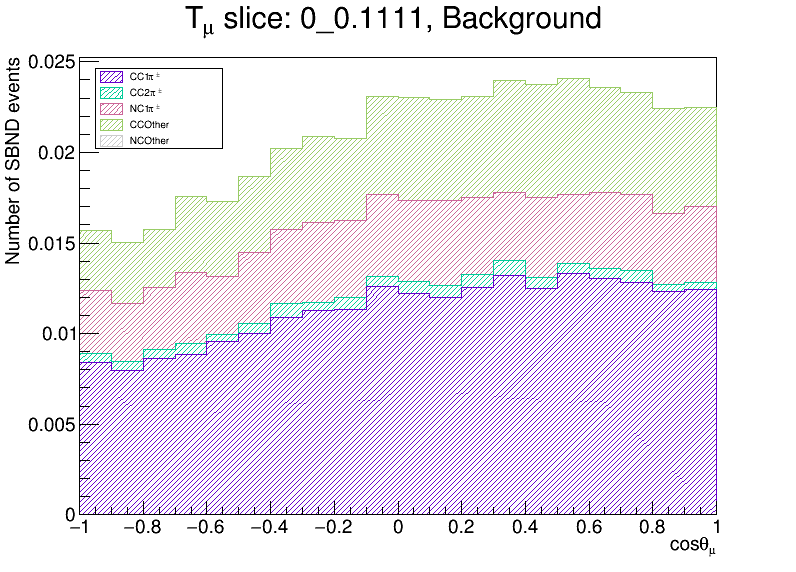 Tμ slice: 0_0.1111, Background
Number of SBND events
0.025
0.02
0.015
0.01
0.005
0
CC1π ±
CC2π ±
NC1π ±
CCOther
NCOther
−1 −0.8 −0.6 −0.4 −0.2 0 0.2 0.4 0.6 0.8 1
cosθμ